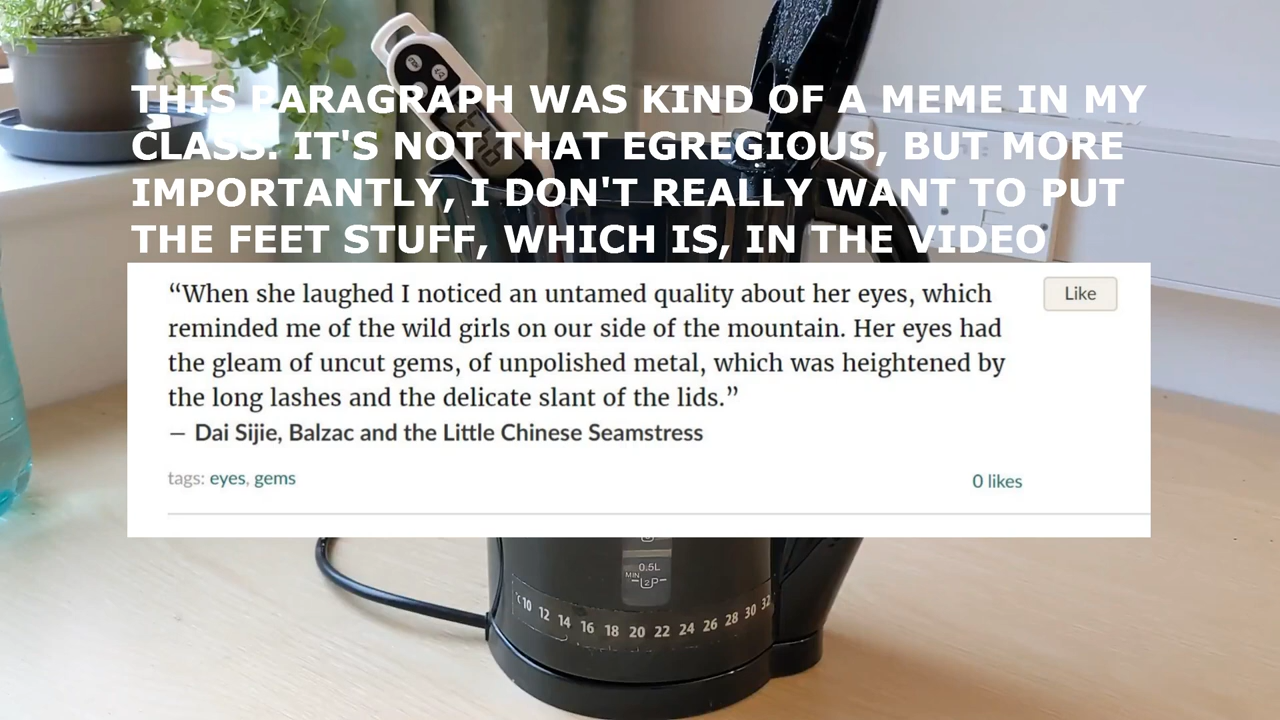 THIS PARAGRAPH WAS KIND OF A MEME IN MY
CLASS. IT'S NOT THAT EGREGIOUS, BUT MORE
IMPORTANTLY, I DON'T REALLY WANT TO PUT
THE FEET STUFF, WHICH IS, IN THE VIDEO
“When she laughed I noticed an untamed quality about her eyes, which
reminded me of the wild girls on our side of the mountain. Her eyes had
the gleam of uncut gems, of unpolished metal, which was heightened by
the long lashes and the delicate slant of the lids.”
― Dai Sijie, Balzac and the Little Chinese Seamstress
Like
tags: eyes, gems
0 likes
0.5L
MIN 2P
10 12 14 16 18 20 22 24 26 28 30 32